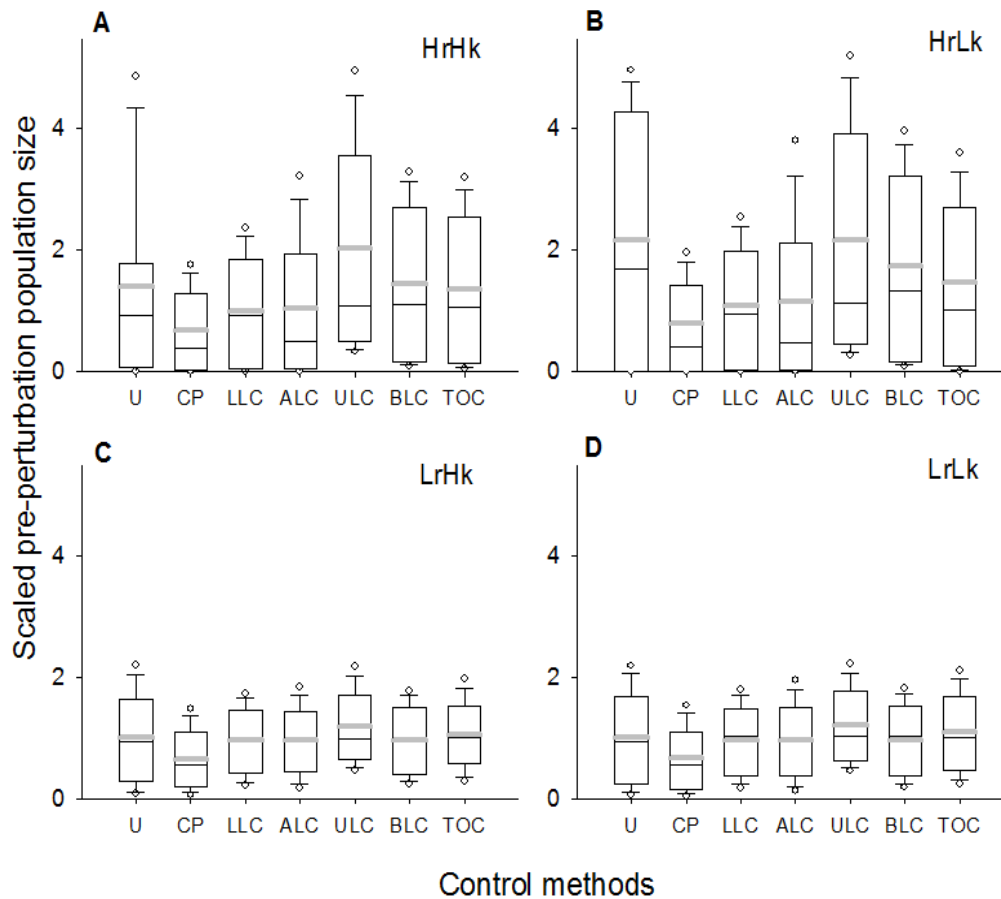 A
HrHk
B
HrLk
4
2
0
U CP LLC ALC ULC BLC TOC
4
2
0
U CP LLC ALC ULC BLC TOC
C
LrHk
D
LrLk
4
2
0
U CP LLC ALC ULC BLC TOC
4
2
0
U CP LLC ALC ULC BLC TOC
Scaled pre-perturbation population size
Control methods